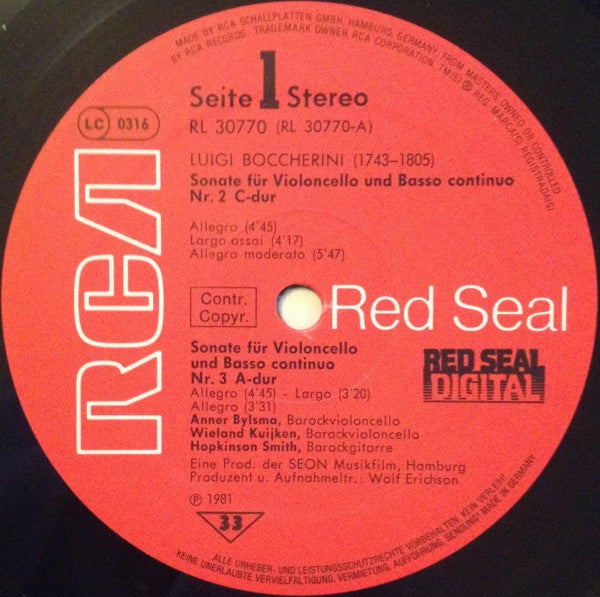 MADE BY RCA SCHALLPLATTEN GMBH, HAMBURG, GERMANY, FROM MASTERS OWNED OR CONTROLLED
BY RCA RECORDS. TRADEMARK OWNER RCA CORPORATION, TM(S) ® REG. MARCA(S) REGISTRADA(S)
Seite 1 Stereo
RL 30770 (RL 30770-A)
LC 0316
LUIGI BOCCHERINI (1743–1805)
Sonate für Violoncello und Basso continuo
Nr. 2 C-dur
Allegro (4'45)
Largo assai (4'17)
Allegro moderato (5'47)
RCA
Contr.
Copyr.
Red Seal
Sonate für Violoncello
und Basso continuo
Nr. 3 A-dur
RED SEAL
DIGITAL
Allegro (4'45) - Largo (3'20)
Allegro (3'31)
Anner Bylsma, Barockvioloncello
Wieland Kuijken, Barockvioloncello
Hopkinson Smith, Barockgitarre
Eine Prod. der SEON Musikfilm, Hamburg
Produzent u. Aufnahmeltr.: Wolf Erichson
℗ 1981
33
ALLE URHEBER- UND LEISTUNGSSCHUTZRECHTE VORBEHALTEN. KEIN VERLEIH!
KEINE UNERLAUBTE VERVIELFÄLTIGUNG, VERMIETUNG, AUFFÜHRUNG, SENDUNG! MADE IN GERMANY